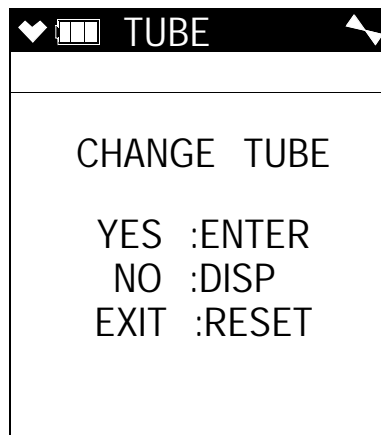 TUBE
CHANGE TUBE
YES :ENTER
NO :DISP
EXIT :RESET